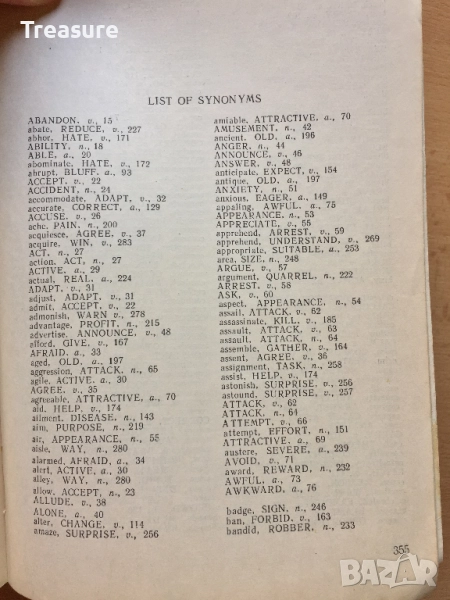 Treasure
LIST OF SYNONYMS
ABANDON, v., 15
abate, REDUCE, v., 227
abhor, HATE, v., 171
ABILITY, n., 18
ABLE, a., 20
abominate, HATE, v., 172
abrupt, BLUFF, a., 93
ACCEPT, v., 22
ACCIDENT, n., 24
accommodate, ADAPT, v., 32
accurate, CORRECT, a., 129
ACCUSE, v., 26
ache, PAIN, n., 200
acquiesce, AGREE, v., 37
acquire, WIN, v., 283
ACT, n., 27
action, ACT, n., 27
ACTIVE, a., 29
actual, REAL, a., 224
ADAPT, v., 31
adjust, ADAPT, v., 31
admit, ACCEPT, v., 22
admonish, WARN v., 278
advantage, PROFIT, n., 215
advertise, ANNOUNCE, v., 48
afford, GIVE, v., 167
AFRAID, a., 33
aged, OLD, a., 197
aggression, ATTACK, n., 65
agile, ACTIVE, a., 30
AGREE, v., 35
agreeable, ATTRACTIVE, a., 70
aid, HELP, v., 174
ailment, DISEASE, n., 143
aim, PURPOSE, n., 219
air, APPEARANCE, n., 55
aisle, WAY, n., 280
alarmed, AFRAID, a., 34
alert, ACTIVE, a., 30
alley, WAY, n., 280
allow, ACCEPT, n., 23
ALLUDE, v., 38
ALONE, a., 40
alter, CHANGE, v., 114
amaze, SURPRISE, v., 256
amiable, ATTRACTIVE, a., 70
AMUSEMENT, n., 42
ancient, OLD, a., 196
ANGER, n., 44
ANNOUNCE, v., 46
ANSWER, v., 48
anticipate, EXPECT, v., 154
antique, OLD, a., 197
ANXIETY, n., 51
anxious, EAGER, a., 149
appaling, AWFUL, a., 75
APPEARANCE, n., 53
APPRECIATE, v., 55
apprehend, ARREST, v., 59
apprehend, UNDERSTAND, v., 269
appropriate, SUITABLE, a., 253
area, SIZE, n., 248
ARGUE, v., 57
argument, QUARREL, n., 222
ARREST, v., 58
ASK, v., 60
aspect, APPEARANCE, n., 54
assail, ATTACK, v., 62
assassinate, KILL, v., 185
assault, ATTACK, v., 63
assault, ATTACK, n., 64
assemble, GATHER, v., 164
assent, AGREE, v., 36
assignation, TASK, n., 258
assist, HELP, v., 174
astonish, SURPRISE, v., 256
astound, SURPRISE, v., 257
ATTACK, v., 62
ATTACK, n., 64
ATTEMPT, v., 66
attempt, EFFORT, n., 151
ATTRACTIVE, a., 69
austere, SEVERE, a., 239
AVOID, v., 71
award, REWARD, n., 232
AWFUL, a., 73
AWKWARD, a., 76
badge, SIGN, n., 246
ban, FORBID, v., 163
bandid, ROBBER, n., 233
355
BAZAR